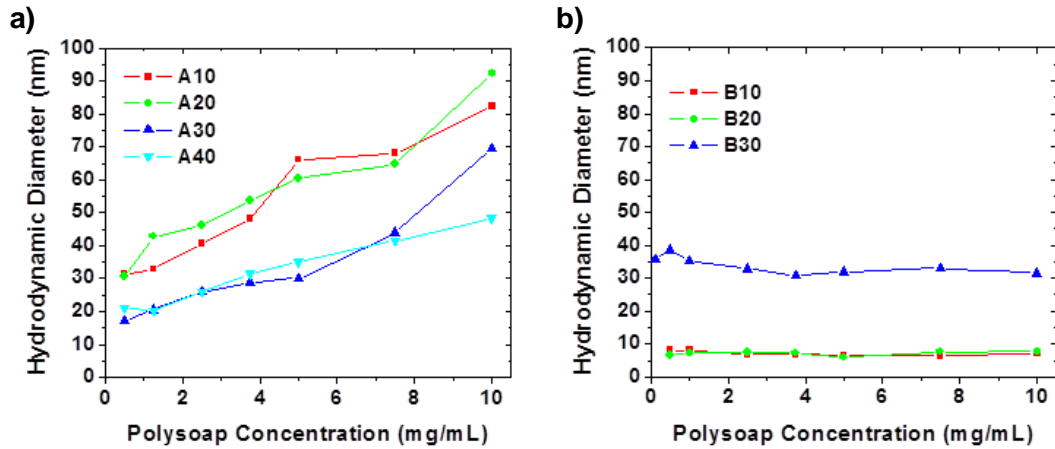 a)
Hydrodynamic Diameter (nm)
100
90
80
70
60
50
40
30
20
10
0
A10
A20
A30
A40
0 2 4 6 8 10
Polysoap Concentration (mg/mL)
b)
Hydrodynamic Diameter (nm)
100
90
80
70
60
50
40
30
20
10
0
B10
B20
B30
0 2 4 6 8 10
Polysoap Concentration (mg/mL)